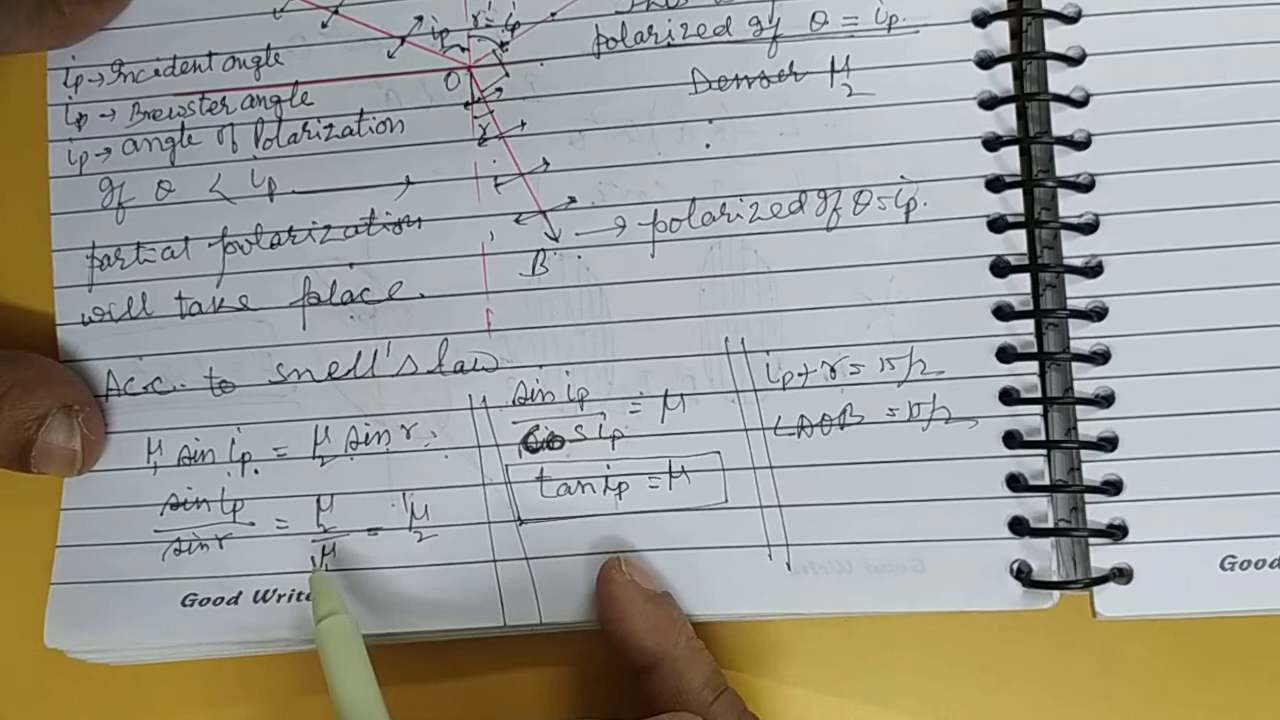 iₚ r = iₚ
polarized if θ = iₚ.
Denser μ₂
O
iₚ → Incident angle
iₚ → Brewster angle
iₚ → angle of Polarization
r
if θ < iₚ →
partial polarization
will take place.
B → polarized if θ = iₚ.
Acc. to snell's law
μ₁ sin iₚ = μ₂ sin r
sin iₚ / sin r = μ₂ / μ₁ = ¹μ₂
sin iₚ / Cos iₚ = μ
tan iₚ = μ
iₚ + r = π/2
∠AOB = π/2
Good Write
Good